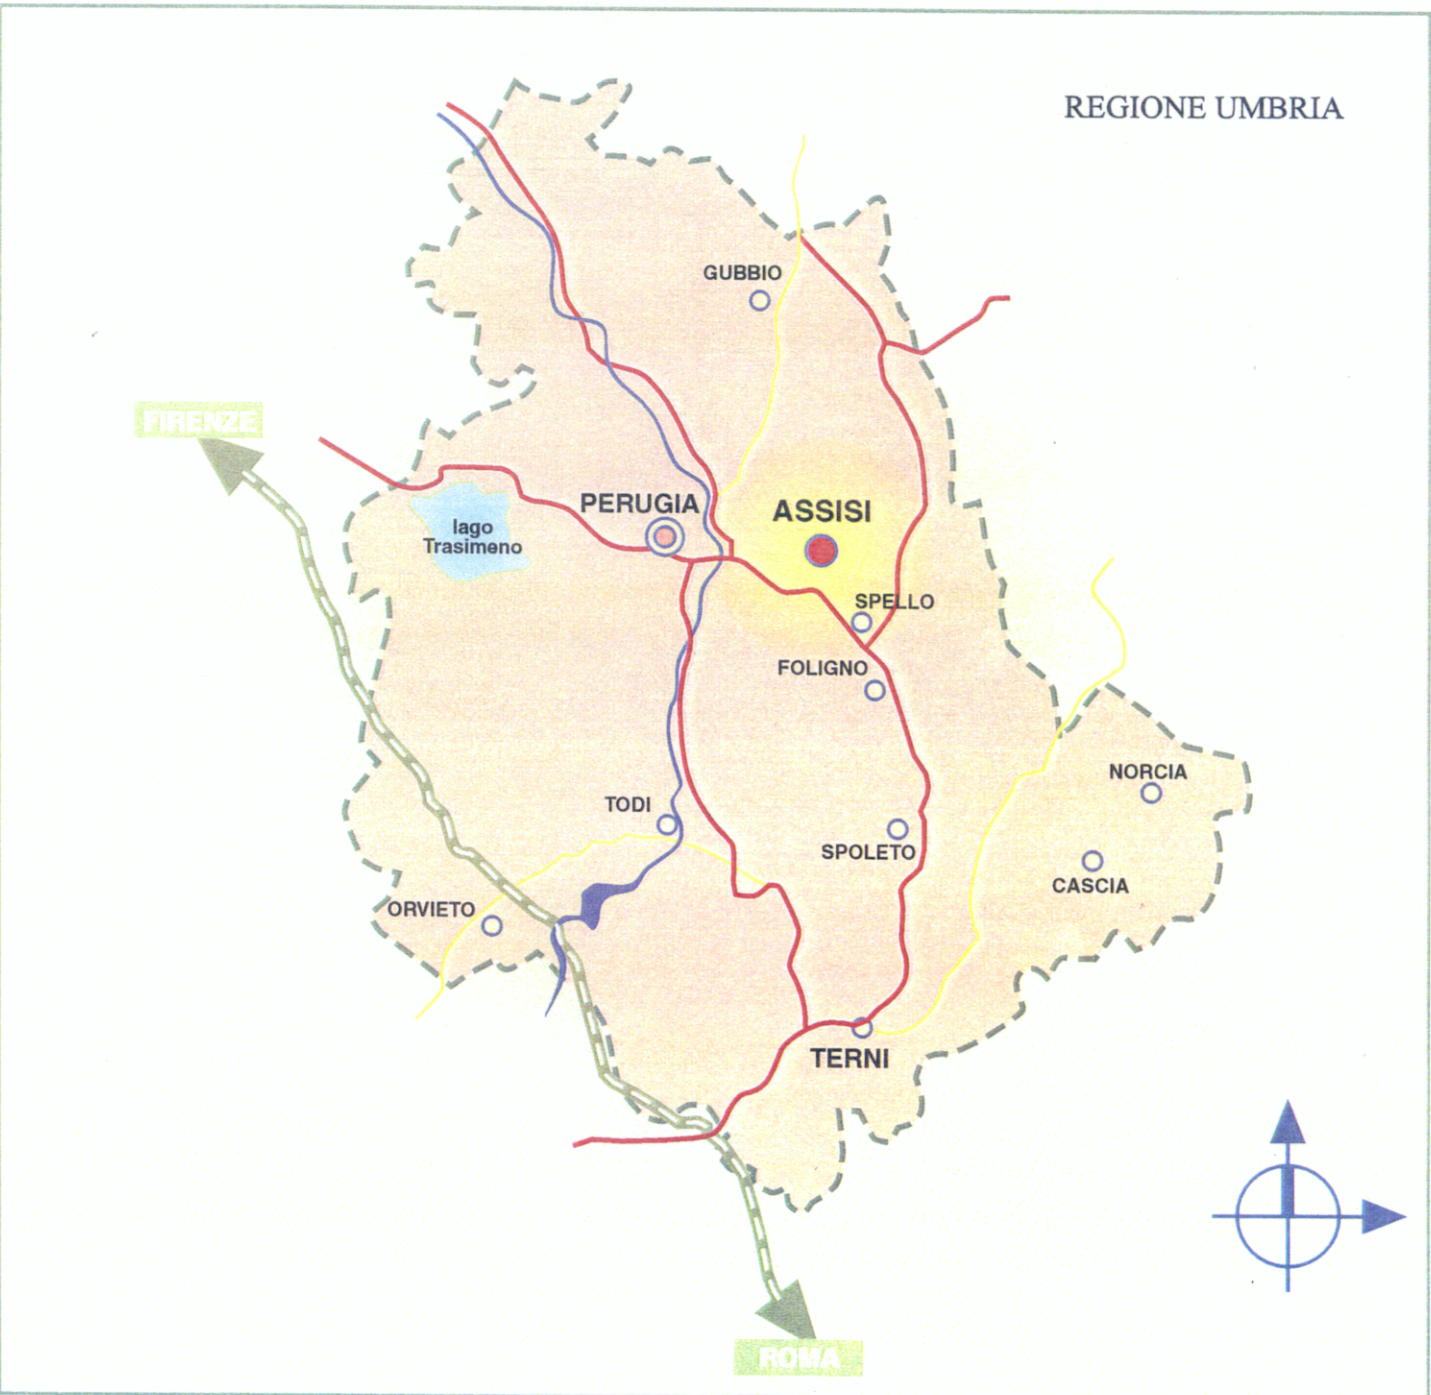 REGIONE UMBRIA
GUBBIO
FIRENZE
PERUGIA
ASSISI
lago
Trasimeno
SPELLO
FOLIGNO
NORCIA
TODI
SPOLETO
CASCIA
ORVIETO
TERNI
ROMA